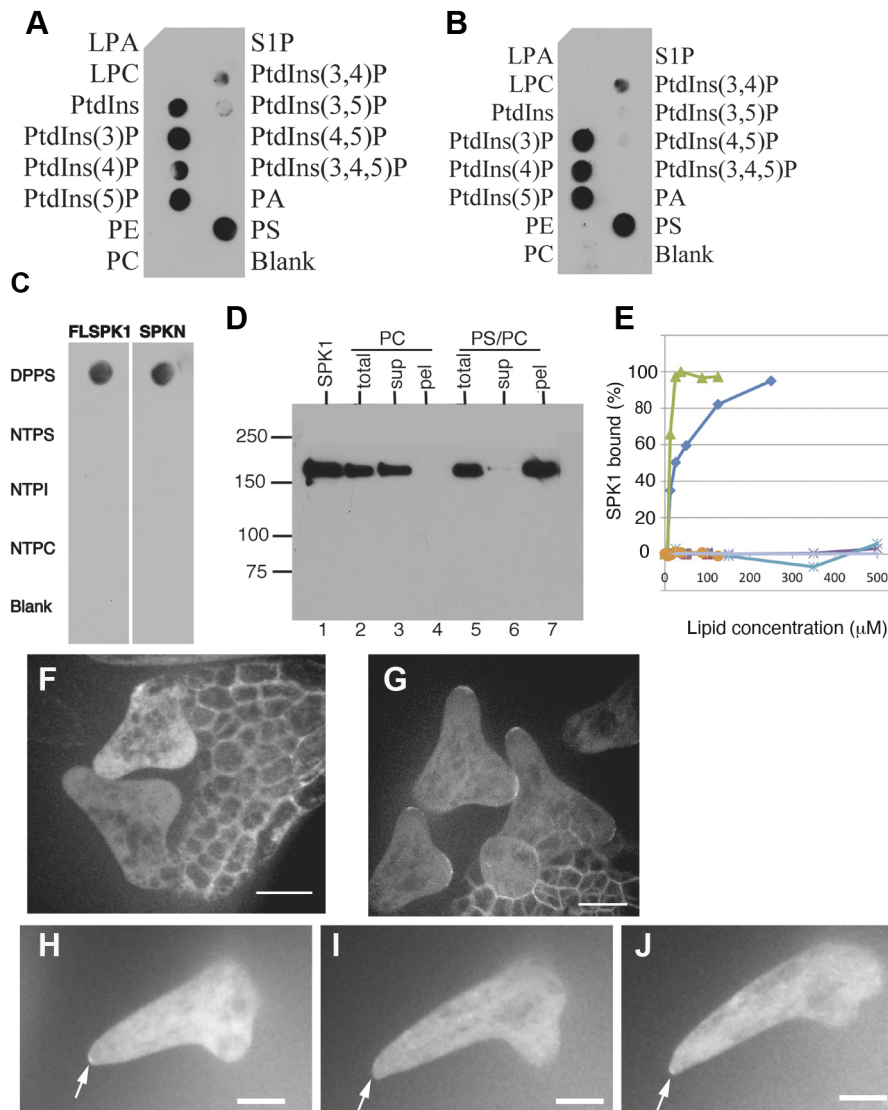 A
LPA S1P
LPC PtdIns(3,4)P
PtdIns PtdIns(3,5)P
PtdIns(3)P PtdIns(4,5)P
PtdIns(4)P PtdIns(3,4,5)P
PtdIns(5)P PA
PE PS
PC Blank
B
LPA S1P
LPC PtdIns(3,4)P
PtdIns PtdIns(3,5)P
PtdIns(3)P PtdIns(4,5)P
PtdIns(4)P PtdIns(3,4,5)P
PtdIns(5)P PA
PE PS
PC Blank
C
FLSPK1 SPKN
DPPS
NTPS
NTPI
NTPC
Blank
D
PC PS/PC
SPK1 total sup pel total sup pel
250
150
100
75
1 2 3 4 5 6 7
E
SPK1 bound (%)
100
80
60
40
20
0
0 100 200 300 400 500
Lipid concentration (μM)
F
G
H
I
J